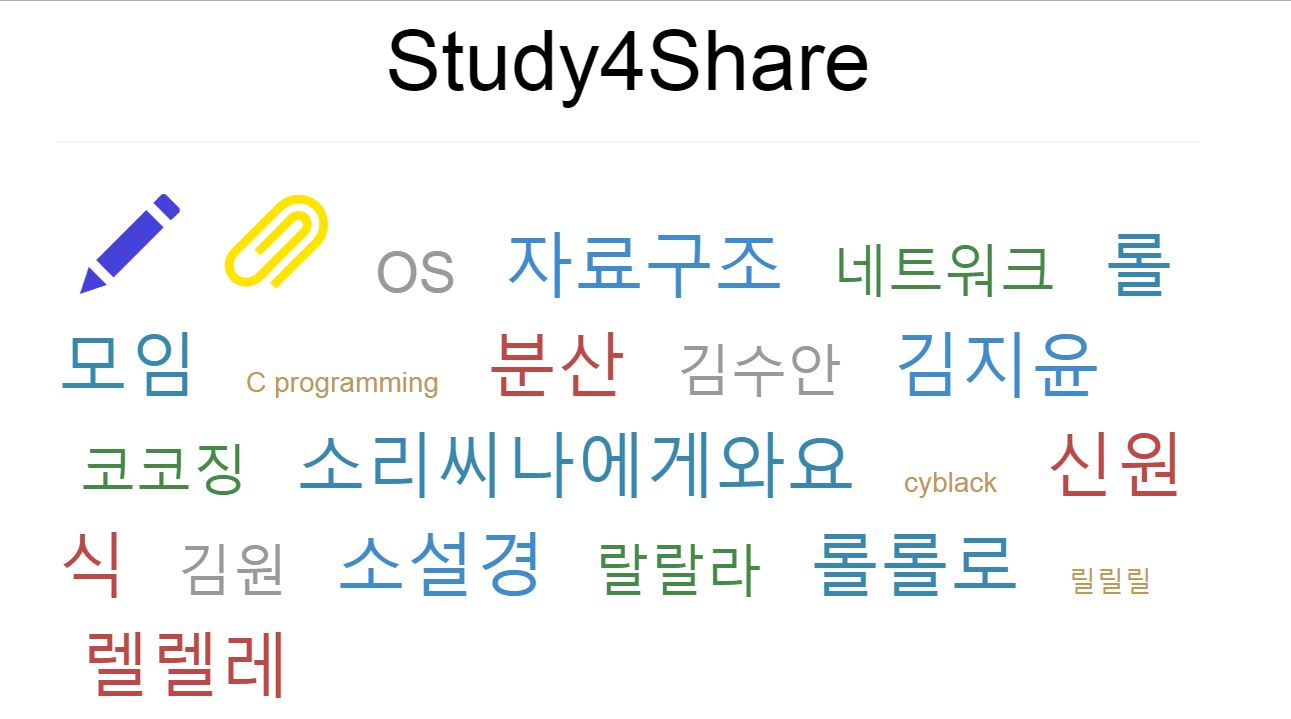 Study4Share
OS 자료구조 네트워크 롤
모임 C programming 분산 김수안 김지윤
코코징 소리씨나에게와요 cyblack 신원
식 김원 소설경 랄랄라 롤롤로 릴릴릴
렐렐레